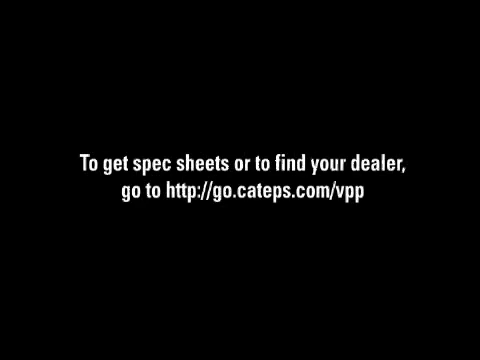 To get spec sheets or to find your dealer,
go to http://go.cateps.com/vpp